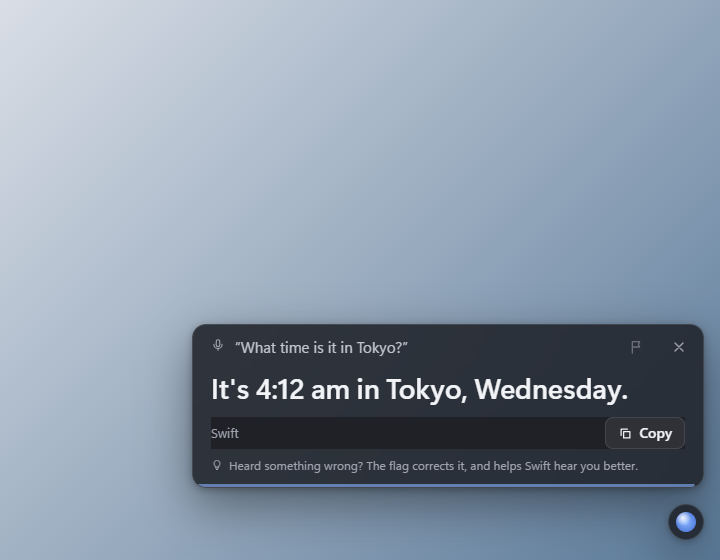 "What time is it in Tokyo?"
It's 4:12 am in Tokyo, Wednesday.
Swift
Copy
Heard something wrong? The flag corrects it, and helps Swift hear you better.